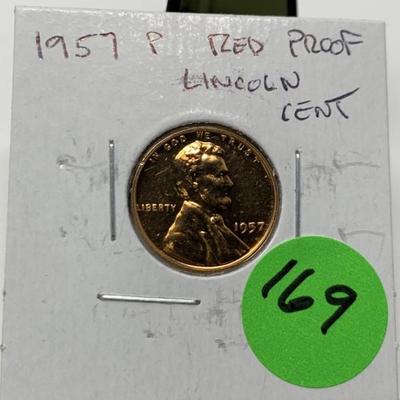 1957 P RED PROOF
LINCOLN
CENT
IN GOD WE TRUST
LIBERTY
1957
169